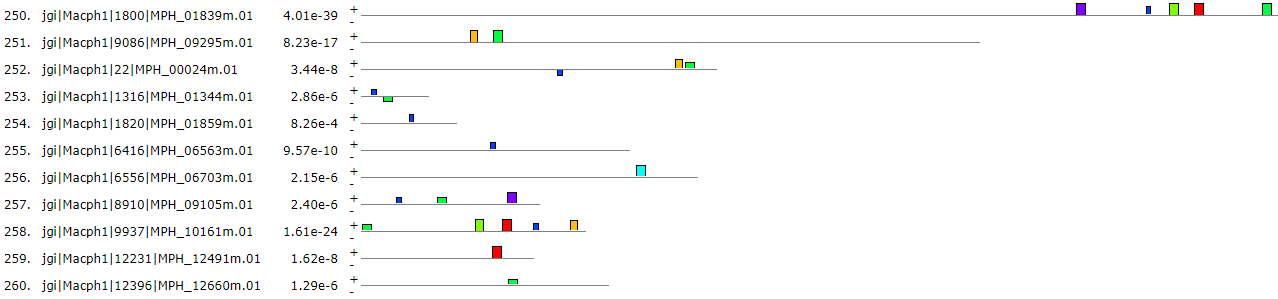 250. jgi|Macph1|1800|MPH_01839m.01 4.01e-39 + -
251. jgi|Macph1|9086|MPH_09295m.01 8.23e-17 + -
252. jgi|Macph1|22|MPH_00024m.01 3.44e-8 + -
253. jgi|Macph1|1316|MPH_01344m.01 2.86e-6 + -
254. jgi|Macph1|1820|MPH_01859m.01 8.26e-4 + -
255. jgi|Macph1|6416|MPH_06563m.01 9.57e-10 + -
256. jgi|Macph1|6556|MPH_06703m.01 2.15e-6 + -
257. jgi|Macph1|8910|MPH_09105m.01 2.40e-6 + -
258. jgi|Macph1|9937|MPH_10161m.01 1.61e-24 + -
259. jgi|Macph1|12231|MPH_12491m.01 1.62e-8 + -
260. jgi|Macph1|12396|MPH_12660m.01 1.29e-6 + -